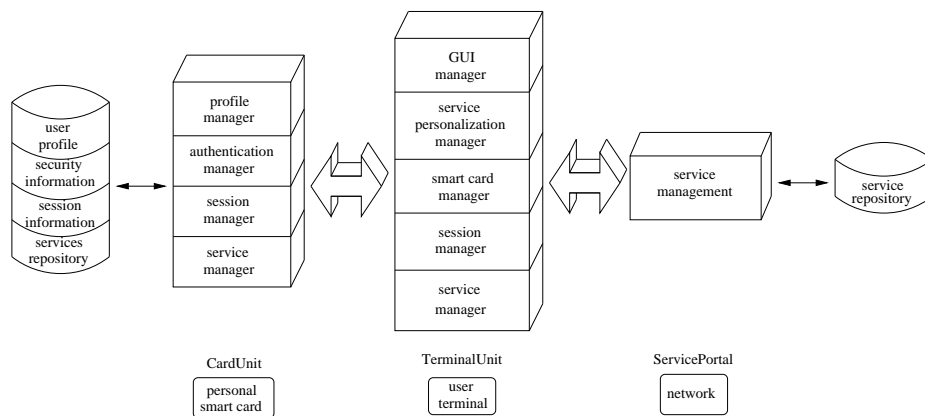 user
profile
security
information
session
information
services
repository
profile
manager
authentication
manager
session
manager
service
manager
GUI
manager
service
personalization
manager
smart card
manager
session
manager
service
manager
service
management
service
repository
CardUnit
personal
smart card
TerminalUnit
user
terminal
ServicePortal
network